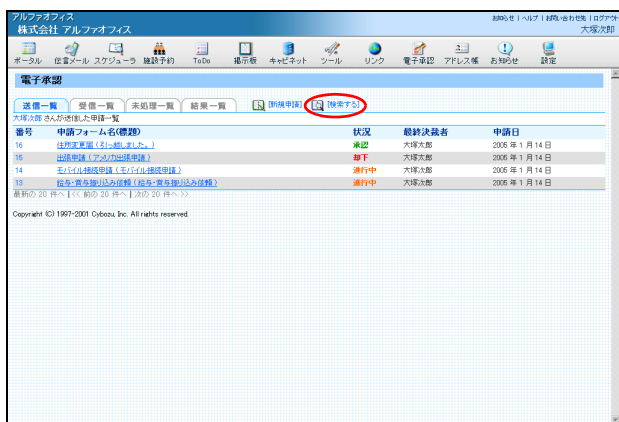 アルファオフィス
お知らせ | ヘルプ | お問い合わせ先 | ログアウト
株式会社 アルファオフィス
大塚次郎
ポータル 伝言メール スケジューラ 施設予約 ToDo 掲示板 キャビネット ツール リンク 電子承認 アドレス帳 お知らせ 設定
電子承認
送信一覧 受信一覧 未処理一覧 結果一覧 [新規申請] [検索する]
大塚次郎 さんが送信した申請一覧
番号 申請フォーム名(標題) 状況 最終決裁者 申請日
16 住所変更届 ( 引っ越しました。 ) 承認 大塚次郎 2005 年 1 月 14 日
15 出張申請 ( アメリカ出張申請 ) 却下 大塚次郎 2005 年 1 月 14 日
14 モバイル接続申請 ( モバイル接続申請 ) 進行中 大塚次郎 2005 年 1 月 14 日
13 給与・賞与振り込み依頼 ( 給与・賞与振り込み依頼 ) 進行中 大塚次郎 2005 年 1 月 14 日
最新の 20 件へ | << 前の 20 件へ | 次の 20 件へ >>
Copyright (C) 1997-2001 Cybozu, Inc. All rights reserved.